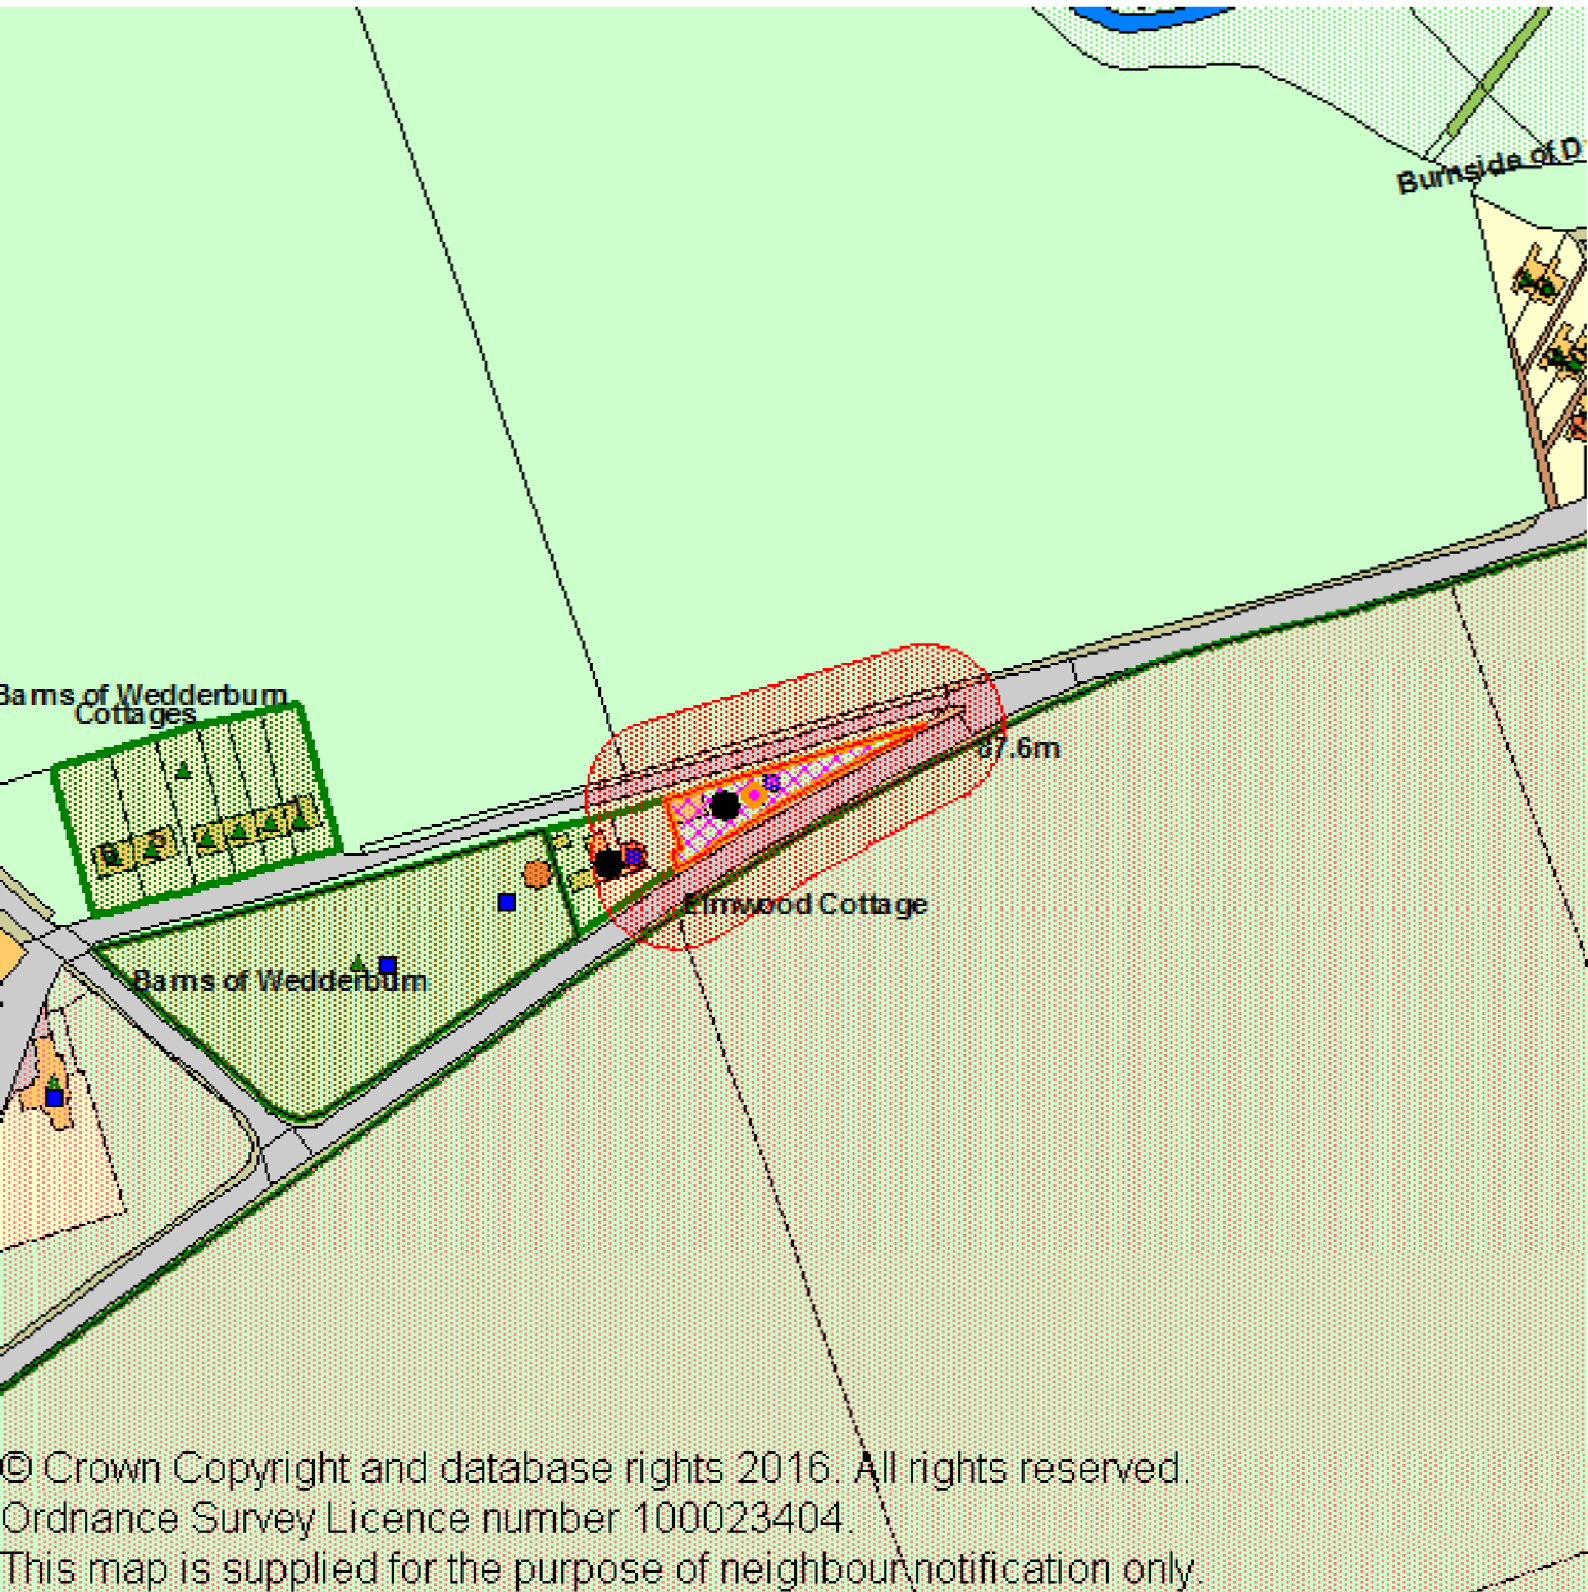 Burnside of D
Barns of Wedderburn
Cottages
87.6m
Elmwood Cottage
Barns of Wedderburn
© Crown Copyright and database rights 2016. All rights reserved.
Ordnance Survey Licence number 100023404.
This map is supplied for the purpose of neighbour notification only.